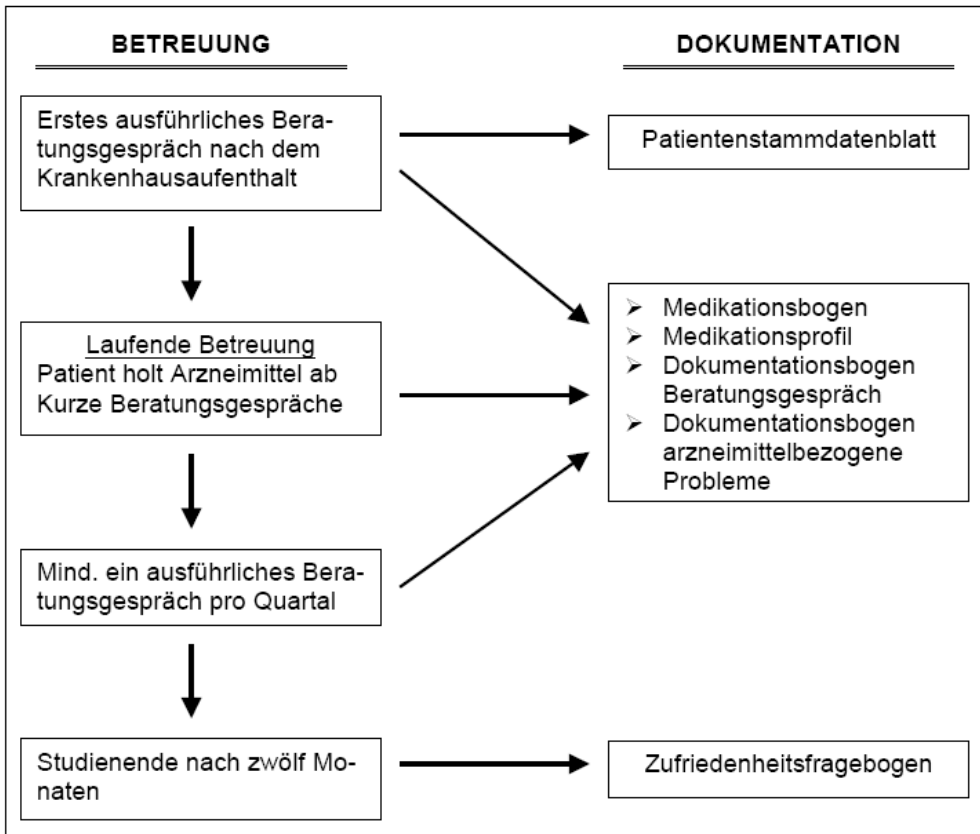 BETREUUNG
DOKUMENTATION
Erstes ausführliches Bera-
tungsgespräch nach dem
Krankenhausaufenthalt
Patientenstammdatenblatt
Laufende Betreuung
Patient holt Arzneimittel ab
Kurze Beratungsgespräche
➢ Medikationsbogen
➢ Medikationsprofil
➢ Dokumentationsbogen
Beratungsgespräch
➢ Dokumentationsbogen
arzneimittelbezogene
Probleme
Mind. ein ausführliches Bera-
tungsgespräch pro Quartal
Studienende nach zwölf Mo-
naten
Zufriedenheitsfragebogen